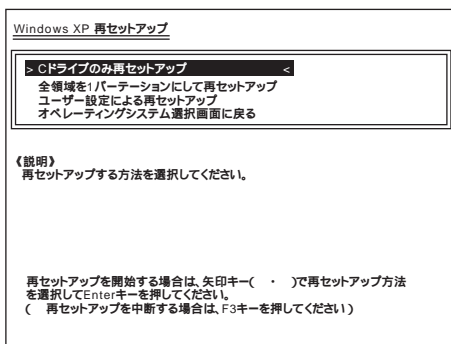 Windows XP 再セットアップ
> Cドライブのみ再セットアップ <
全領域を1パーテーションにして再セットアップ
ユーザー設定による再セットアップ
オペレーティングシステム選択画面に戻る
《説明》
再セットアップする方法を選択してください。
再セットアップを開始する場合は、矢印キー( ・ )で再セットアップ方法
を選択してEnterキーを押してください。
( 再セットアップを中断する場合は、F3キーを押してください)